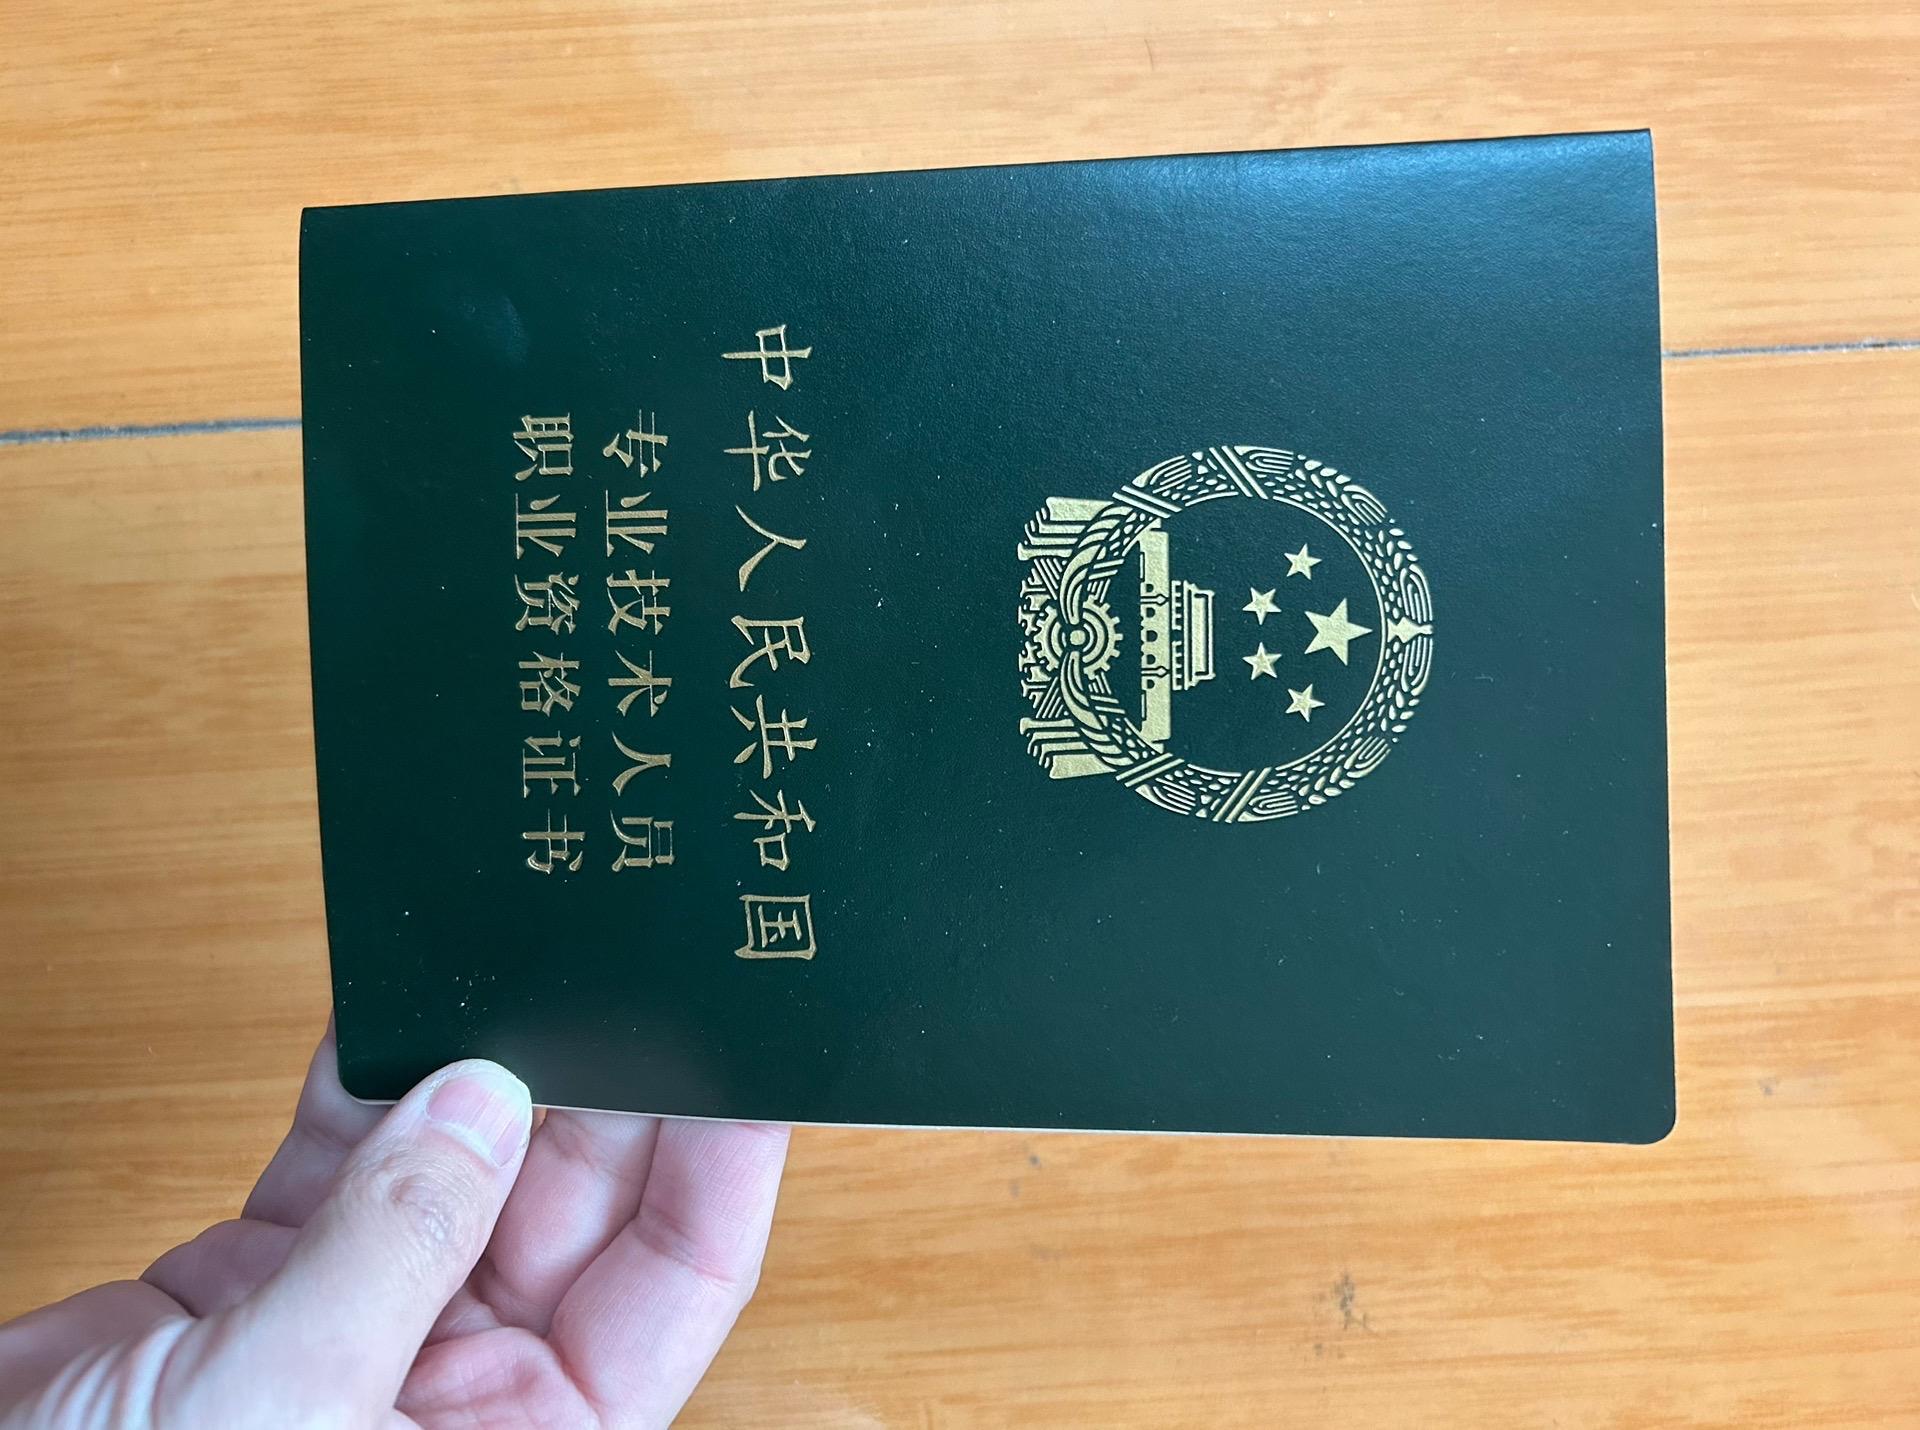 中华人民共和国
专业技术人员
职业资格证书